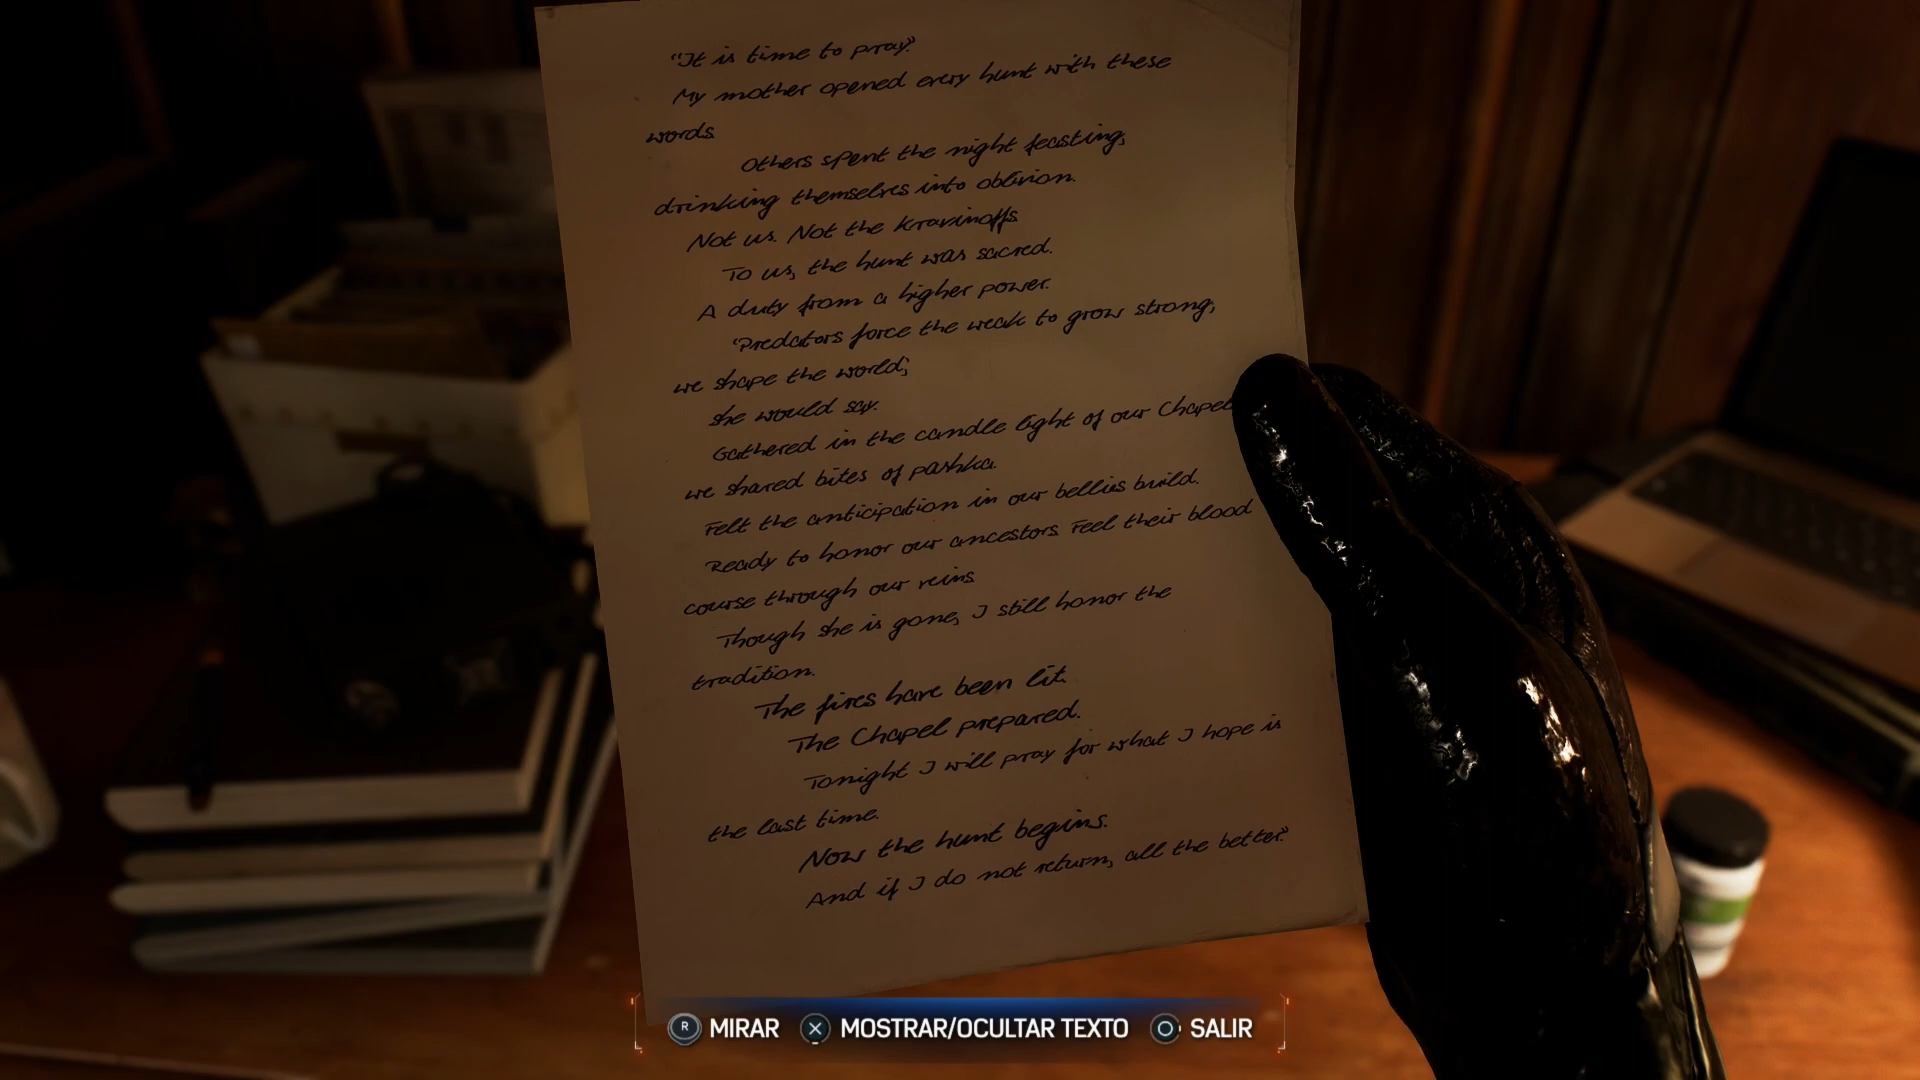 "It is time to pray."
My mother opened every hunt with these
words.
Others spent the night feasting,
drinking themselves into oblivion.
Not us. Not the Kravinoffs.
To us, the hunt was sacred.
A duty from a higher power.
"Predators force the weak to grow strong,
we shape the world,"
she would say.
Gathered in the candle light of our Chapel
we shared bites of pashka.
Felt the anticipation in our bellies build.
Ready to honor our ancestors. Feel their blood
course through our veins.
Though she is gone, I still honor the
tradition.
The fires have been lit.
The Chapel prepared.
Tonight I will pray for what I hope is
the last time.
Now the hunt begins.
And if I do not return, all the better."
R MIRAR MOSTRAR/OCULTAR TEXTO SALIR